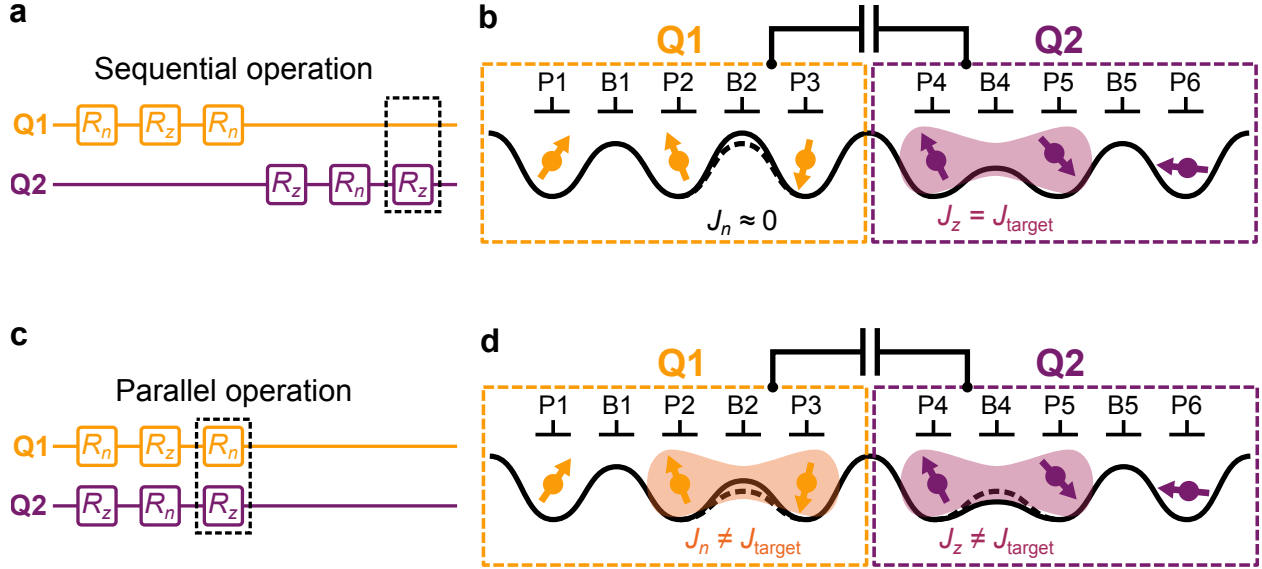 a
Sequential operation
Q1 R_n R_z R_n
Q2 R_z R_n R_z
b
Q1 Q2
P1 B1 P2 B2 P3 P4 B4 P5 B5 P6
J_n ≈ 0
J_z = J_target
c
Parallel operation
Q1 R_n R_z R_n
Q2 R_z R_n R_z
d
Q1 Q2
P1 B1 P2 B2 P3 P4 B4 P5 B5 P6
J_n ≠ J_target
J_z ≠ J_target